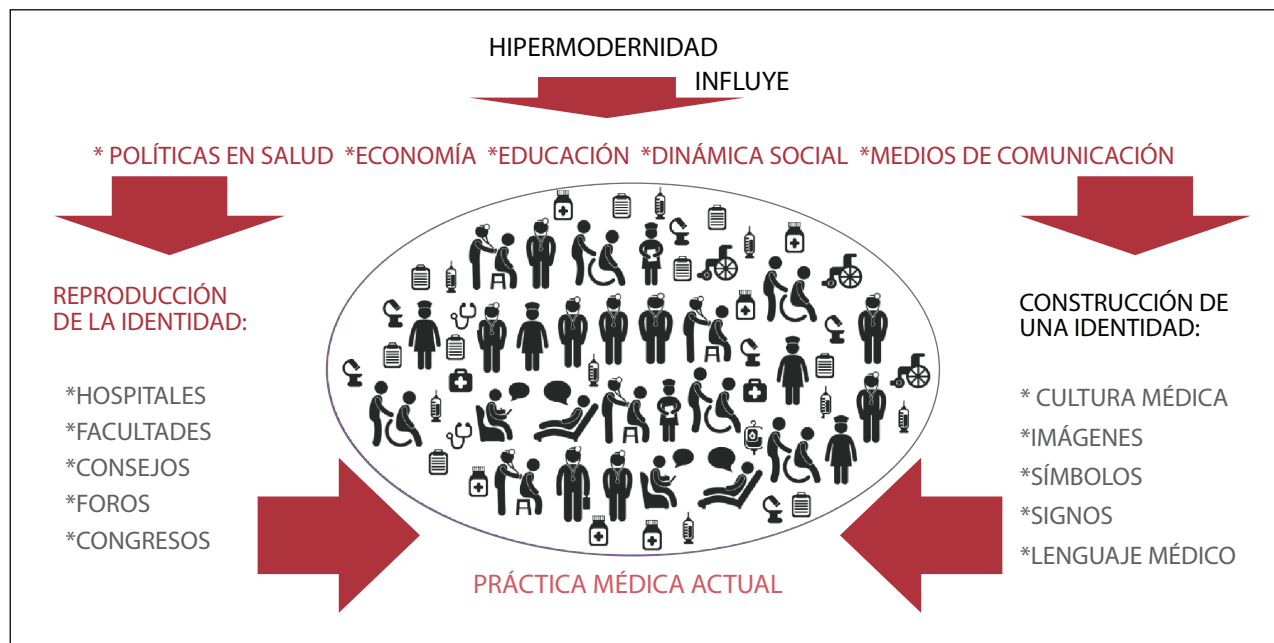 HIPERMODERNIDAD
INFLUYE
* POLÍTICAS EN SALUD *ECONOMÍA *EDUCACIÓN *DINÁMICA SOCIAL *MEDIOS DE COMUNICACIÓN
REPRODUCCIÓN
DE LA IDENTIDAD:
*HOSPITALES
*FACULTADES
*CONSEJOS
*FOROS
*CONGRESOS
CONSTRUCCIÓN DE
UNA IDENTIDAD:
* CULTURA MÉDICA
*IMÁGENES
*SÍMBOLOS
*SIGNOS
*LENGUAJE MÉDICO
PRÁCTICA MÉDICA ACTUAL